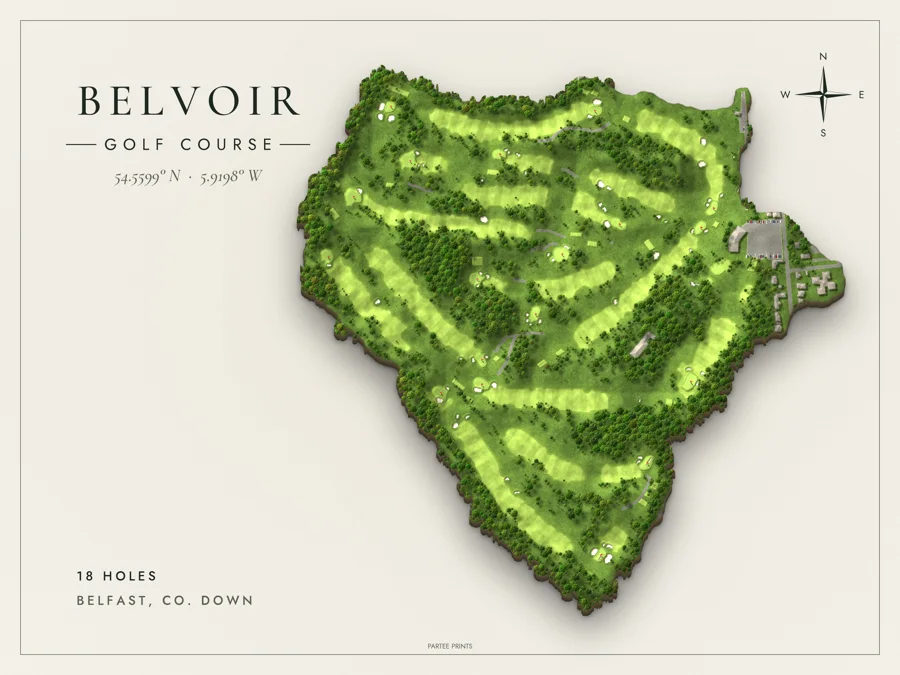 BELVOIR
GOLF COURSE
54.5599° N · 5.9198° W
N
W E
S
18 HOLES
BELFAST, CO. DOWN
PARTEE PRINTS